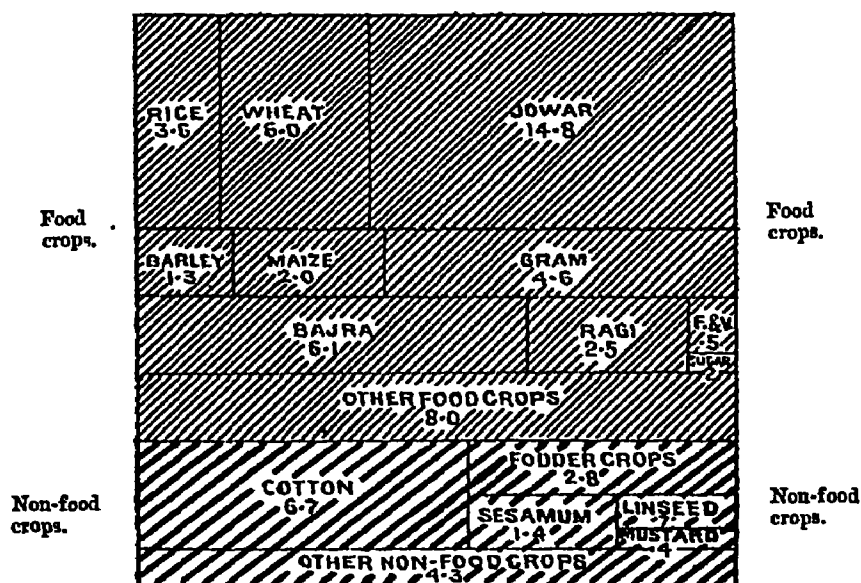 RICE
3·6
WHEAT
6·0
JOWAR
14·8
Food
crops.
Food
crops.
BARLEY
1·3
MAIZE
2·0
GRAM
4·6
BAJRA
6·1
RAGI
2·5
F.&V.
·5
SUGAR
OTHER FOOD CROPS
8·0
COTTON
6·7
FODDER CROPS
2·8
Non-food
crops.
Non-food
crops.
SESAMUM
1·4
LINSEED
·7
MUSTARD
·4
OTHER NON-FOOD CROPS
4·3